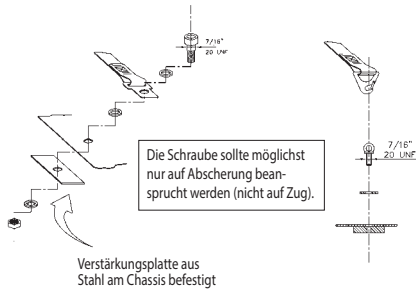 7/16"
20 UNF
7/16"
20 UNF
Die Schraube sollte möglichst
nur auf Abscherung bean-
sprucht werden (nicht auf Zug).
Verstärkungsplatte aus
Stahl am Chassis befestigt